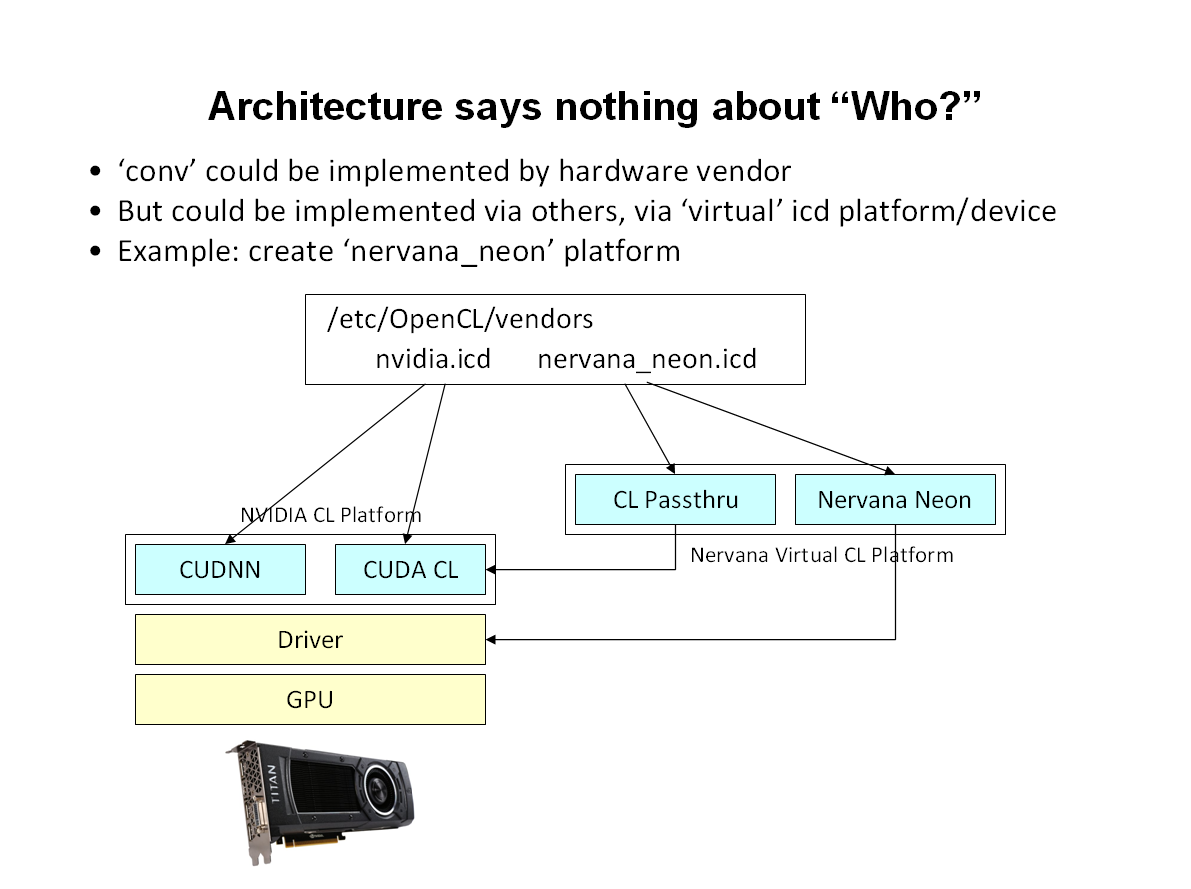 Architecture says nothing about “Who?”
• ‘conv’ could be implemented by hardware vendor
• But could be implemented via others, via ‘virtual’ icd platform/device
• Example: create ‘nervana_neon’ platform
/etc/OpenCL/vendors
nvidia.icd nervana_neon.icd
CL Passthru Nervana Neon
NVIDIA CL Platform
Nervana Virtual CL Platform
CUDNN CUDA CL
Driver
GPU
TITAN